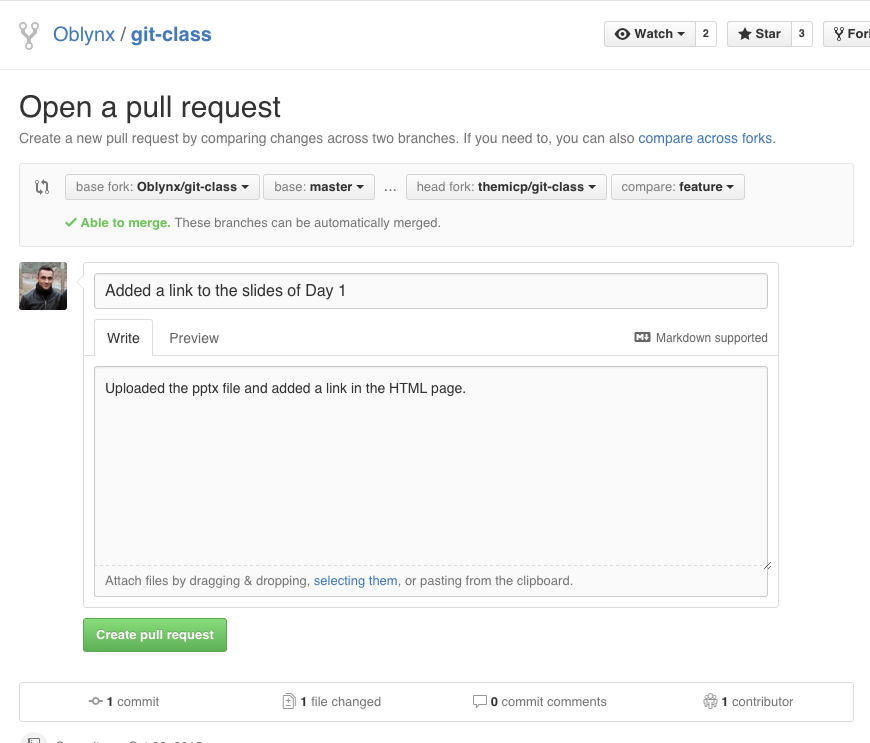 Oblynx / git-class
Watch 2 Star 3
Open a pull request
Create a new pull request by comparing changes across two branches. If you need to, you can also compare across forks.
base fork: Oblynx/git-class base: master ... head fork: themicp/git-class compare: feature
Able to merge. These branches can be automatically merged.
Added a link to the slides of Day 1
Write Preview Markdown supported
Uploaded the pptx file and added a link in the HTML page.
Attach files by dragging & dropping, selecting them, or pasting from the clipboard.
Create pull request
1 commit 1 file changed 0 commit comments 1 contributor